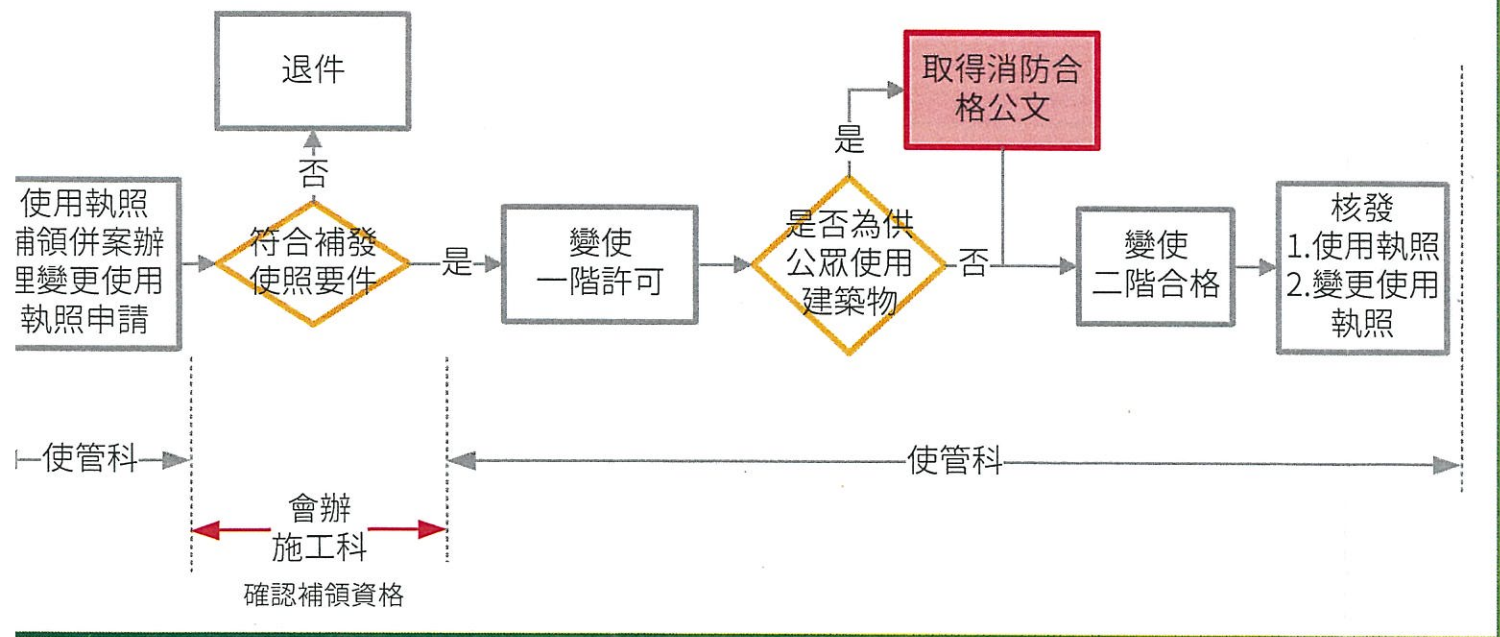 使用執照
補領併案辦
理變更使用
執照申請
退件
否
符合補發
使照要件
是
變使
一階許可
是否為供
公眾使用
建築物
是
取得消防合
格公文
否
變使
二階合格
核發
1.使用執照
2.變更使用
執照
使管科
會辦
施工科
確認補領資格
使管科